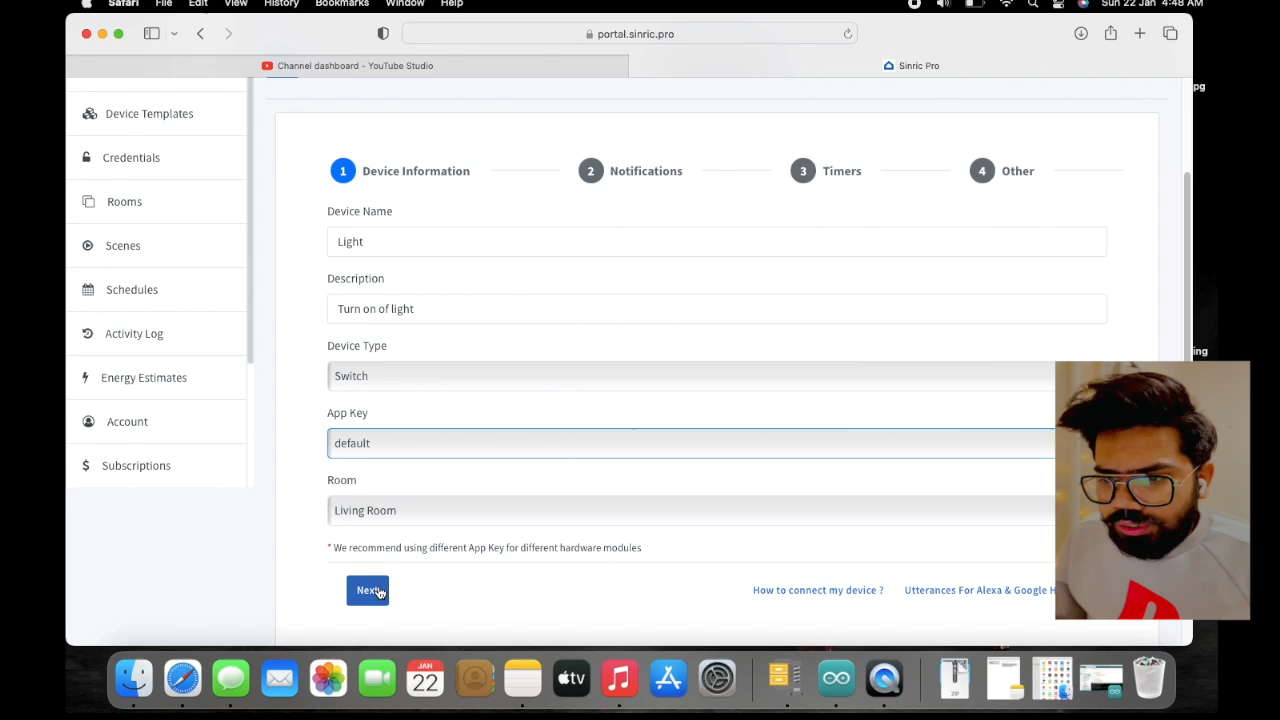 Safari File Edit View History Bookmarks Window Help Sun 22 Jan 4:48 AM
portal.sinric.pro
Channel dashboard - YouTube Studio
Sinric Pro
pg
Device Templates
Credentials
Rooms
Scenes
Schedules
Activity Log
Energy Estimates
Account
$ Subscriptions
1 Device Information 2 Notifications 3 Timers 4 Other
Device Name
Light
Description
Turn on of light
Device Type
Switch
ing
App Key
default
Room
Living Room
* We recommend using different App Key for different hardware modules
Next
How to connect my device ? Utterances For Alexa & Google H
JAN
22
tv
ZIP